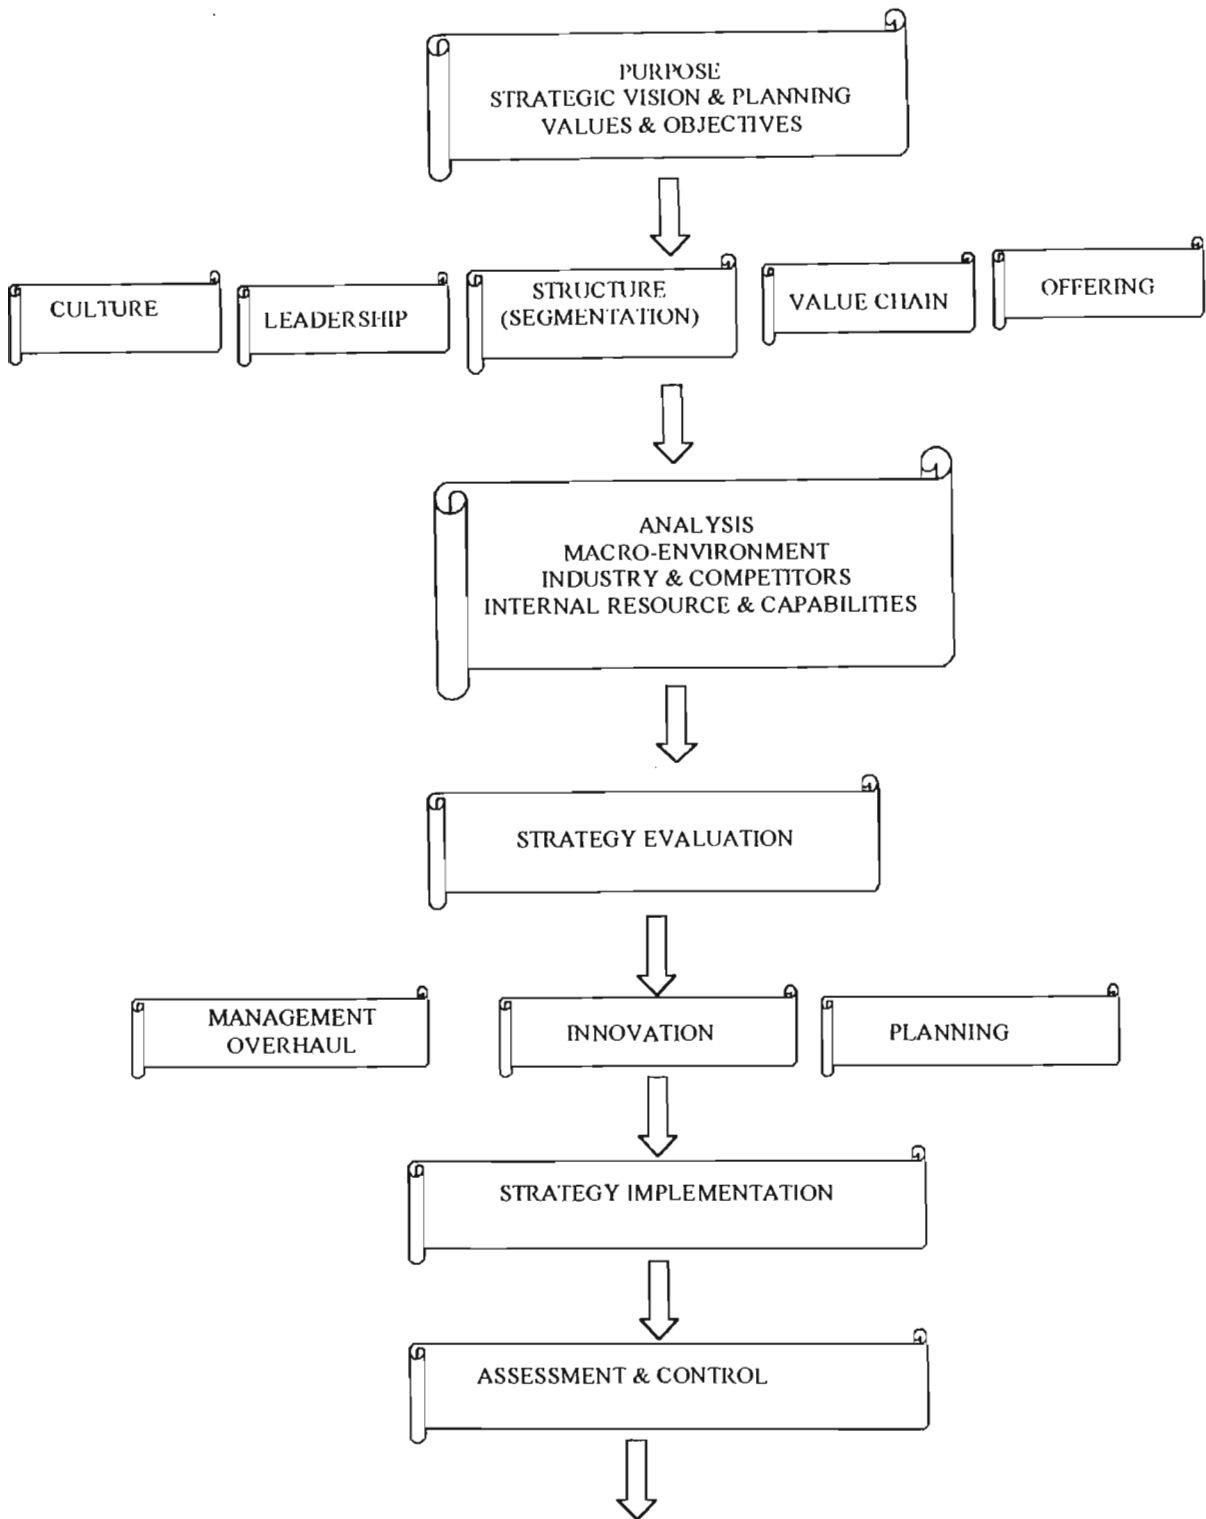 PURPOSE
STRATEGIC VISION & PLANNING
VALUES & OBJECTIVES
CULTURE
LEADERSHIP
STRUCTURE
(SEGMENTATION)
VALUE CHAIN
OFFERING
ANALYSIS
MACRO-ENVIRONMENT
INDUSTRY & COMPETITORS
INTERNAL RESOURCE & CAPABILITIES
STRATEGY EVALUATION
MANAGEMENT
OVERHAUL
INNOVATION
PLANNING
STRATEGY IMPLEMENTATION
ASSESSMENT & CONTROL